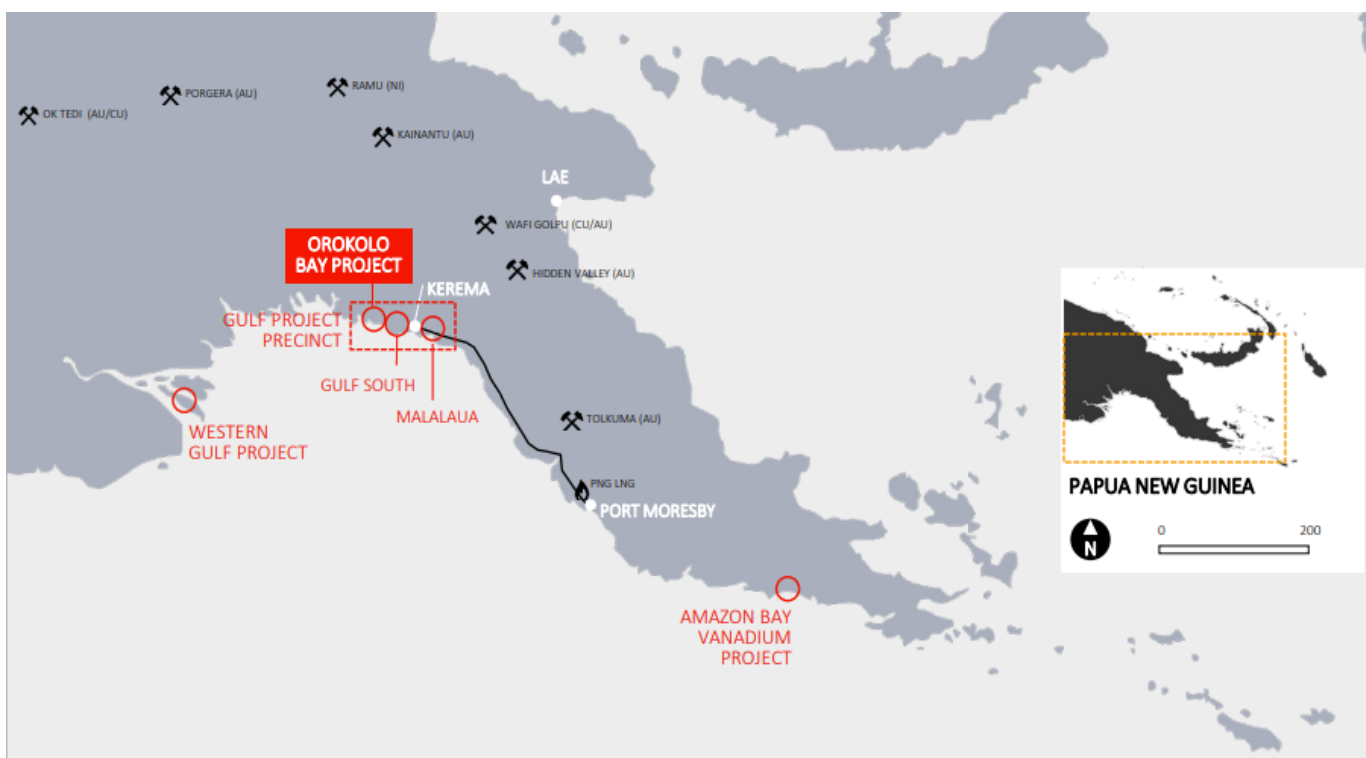 RAMU (NI)
PORGERA (AU)
OK TEDI (AU/CU)
KAINANTU (AU)
LAE
WAFI GOLPU (CU/AU)
OROKOLO
BAY PROJECT
HIDDEN VALLEY (AU)
KEREMA
GULF PROJECT
PRECINCT
GULF SOUTH
MALALAUA
WESTERN
GULF PROJECT
TOLKUMA (AU)
PNG LNG
PORT MORESBY
AMAZON BAY
VANADIUM
PROJECT
PAPUA NEW GUINEA
N
0 200